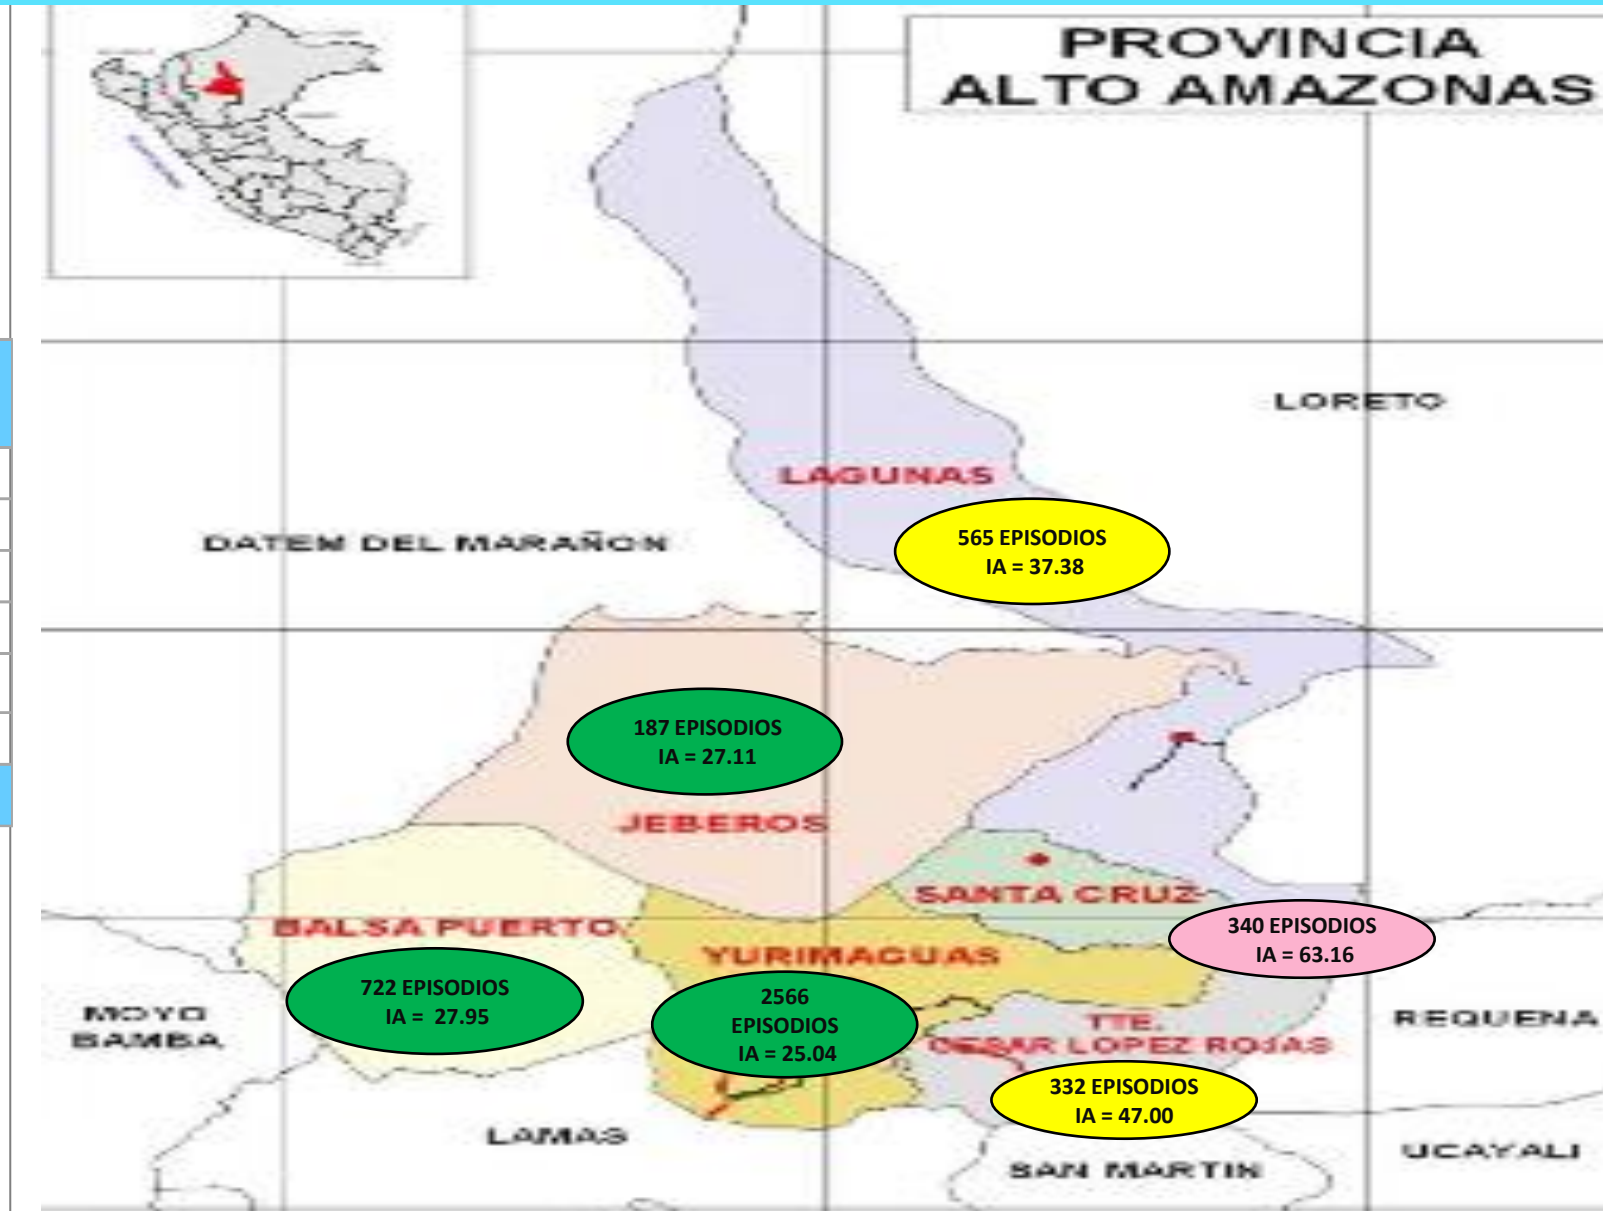 PROVINCIA
ALTO AMAZONAS
LORETO
LAGUNAS
DATEM DEL MARAÑON
565 EPISODIOS
IA = 37.38
187 EPISODIOS
IA = 27.11
JEBEROS
SANTA CRUZ
BALSA PUERTO
340 EPISODIOS
IA = 63.16
YURIMAGUAS
722 EPISODIOS
IA = 27.95
2566
EPISODIOS
IA = 25.04
MOYO
BAMBA
TTE.
CESAR LOPEZ ROJAS
REQUENA
332 EPISODIOS
IA = 47.00
LAMAS
SAN MARTIN
UCAYALI